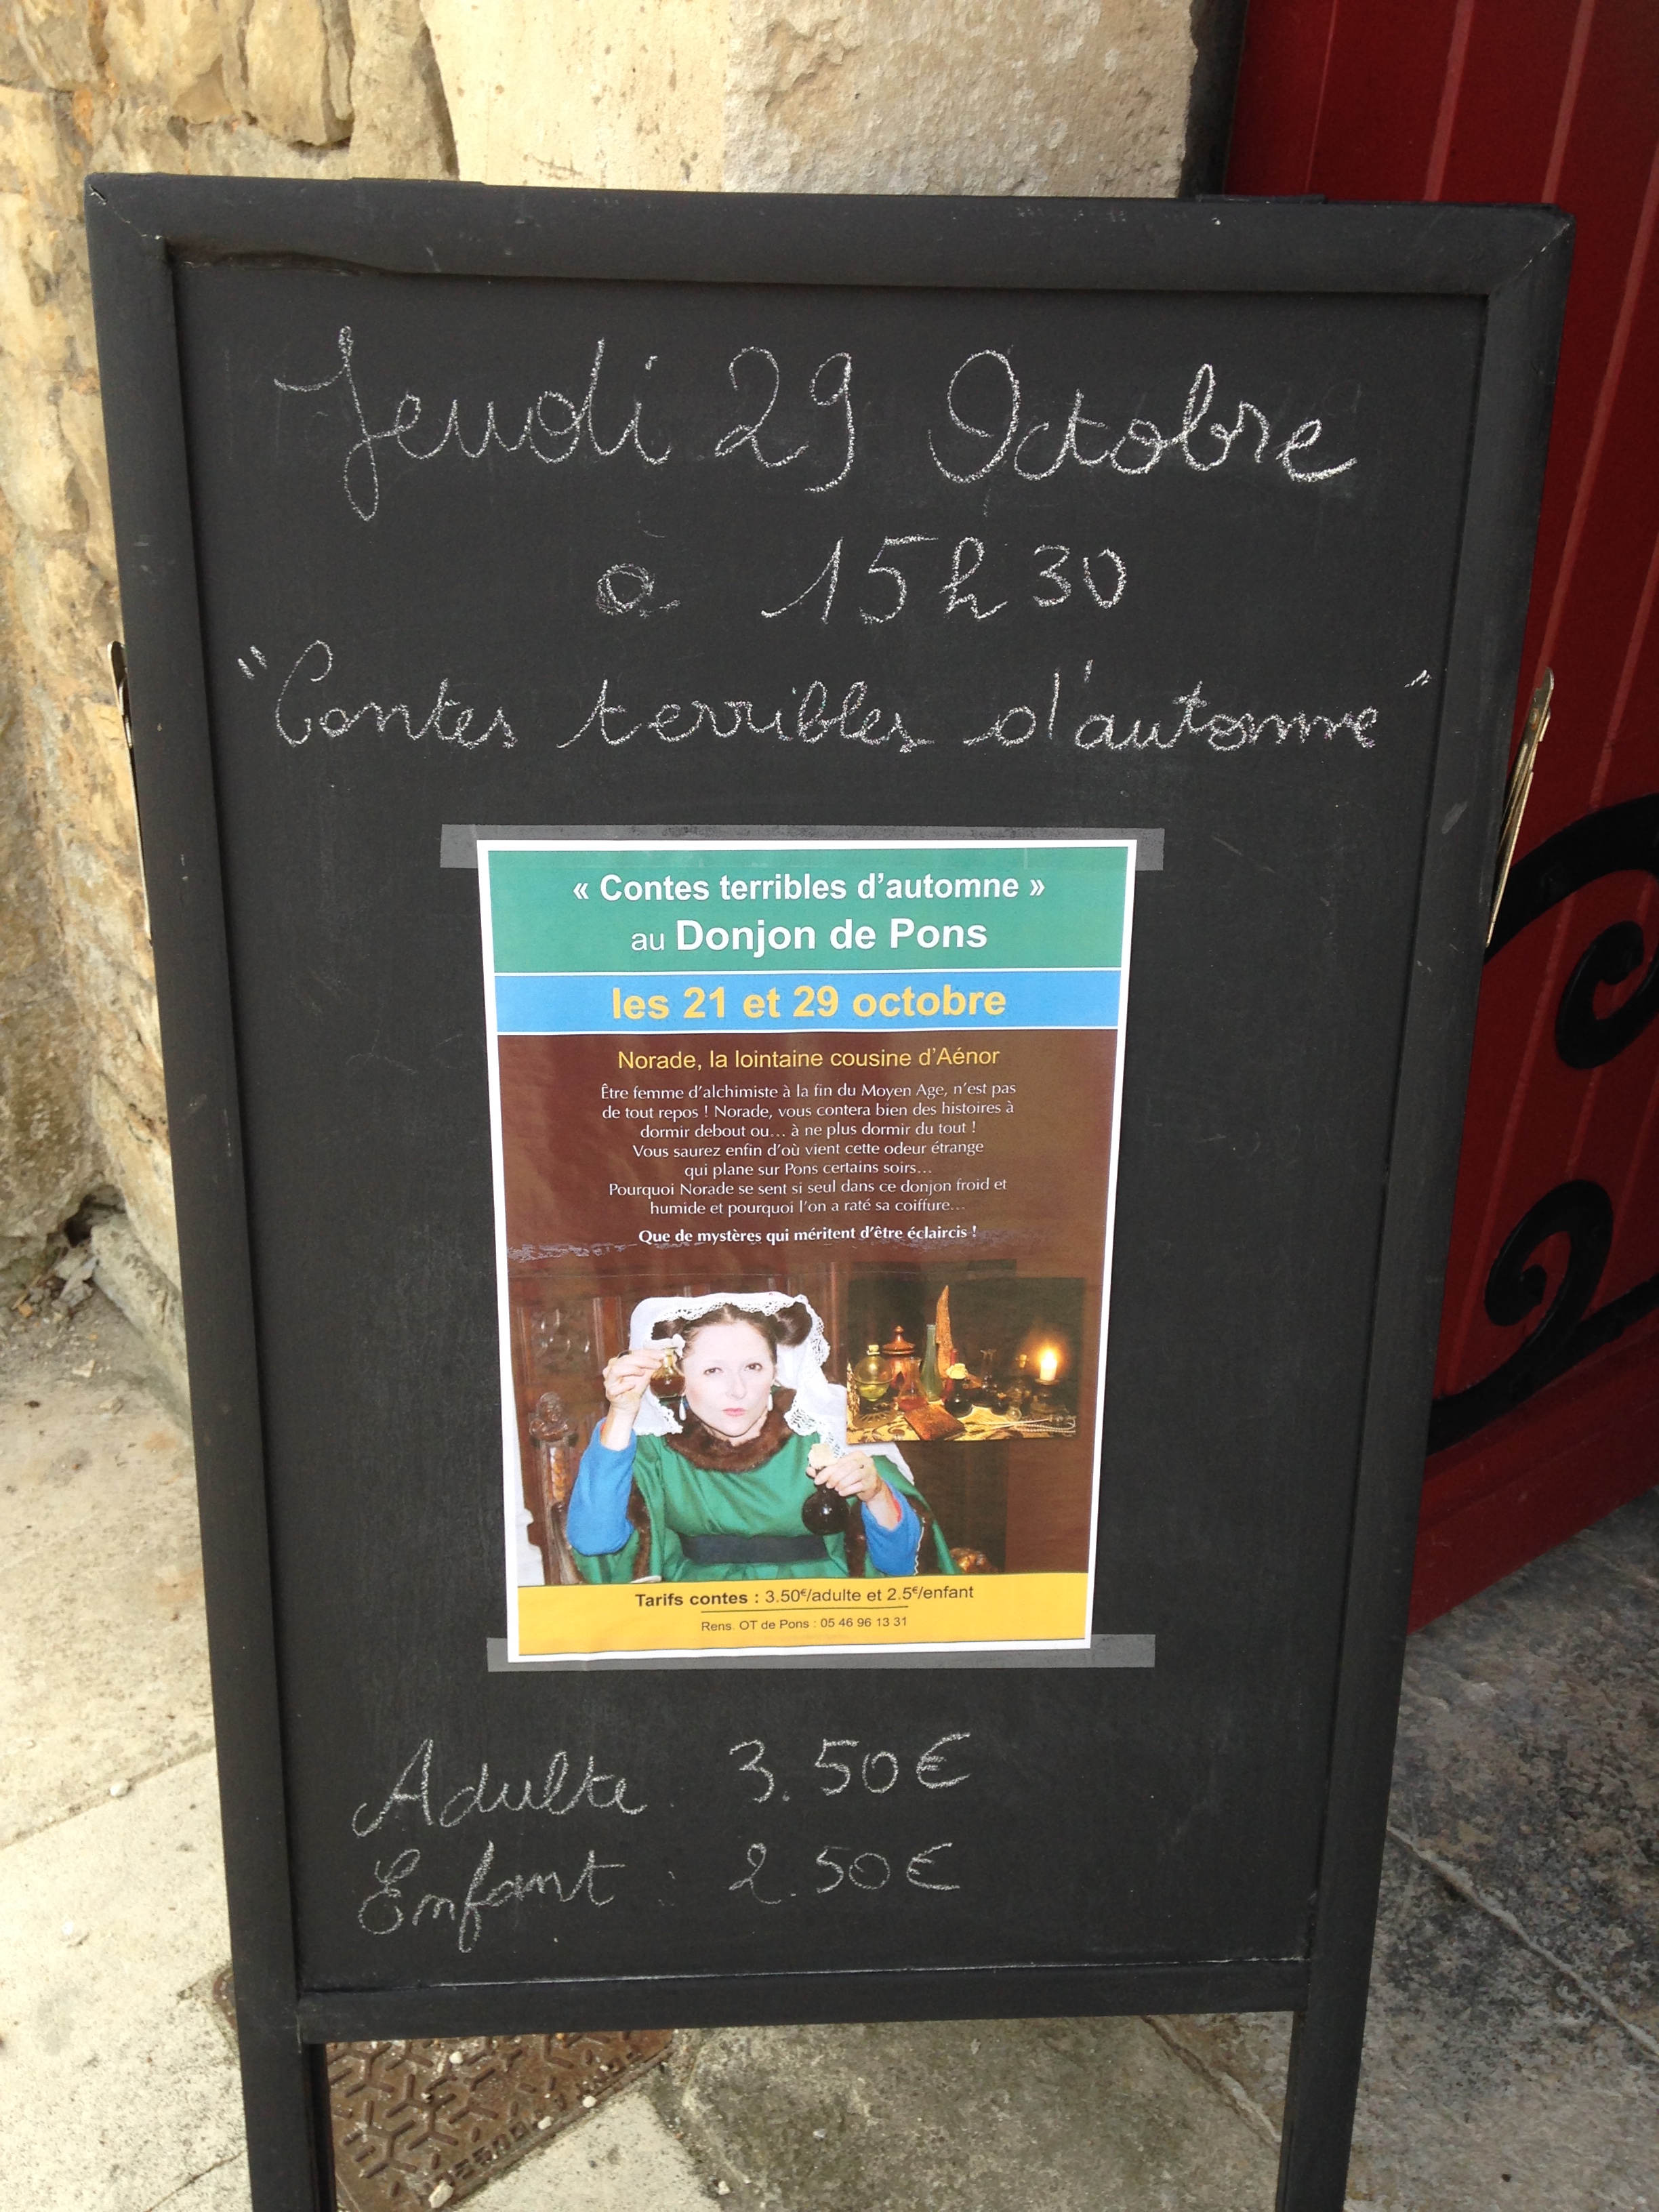 Jeudi 29 Octobre
à 15h30
"Contes terribles d'automne"
« Contes terribles d'automne »
au Donjon de Pons
les 21 et 29 octobre
Norade, la lointaine cousine d'Aénor
Être femme d'alchimiste à la fin du Moyen Age, n'est pas
de tout repos ! Norade, vous contera bien des histoires à
dormir debout ou… à ne plus dormir du tout !
Vous saurez enfin d'où vient cette odeur étrange
qui plane sur Pons certains soirs…
Pourquoi Norade se sent si seul dans ce donjon froid et
humide et pourquoi l'on a raté sa coiffure…
Que de mystères qui méritent d'être éclaircis !
Tarifs contes : 3.50€/adulte et 2.5€/enfant
Rens. OT de Pons : 05 46 96 13 31
Adulte 3.50€
Enfant : 2.50€